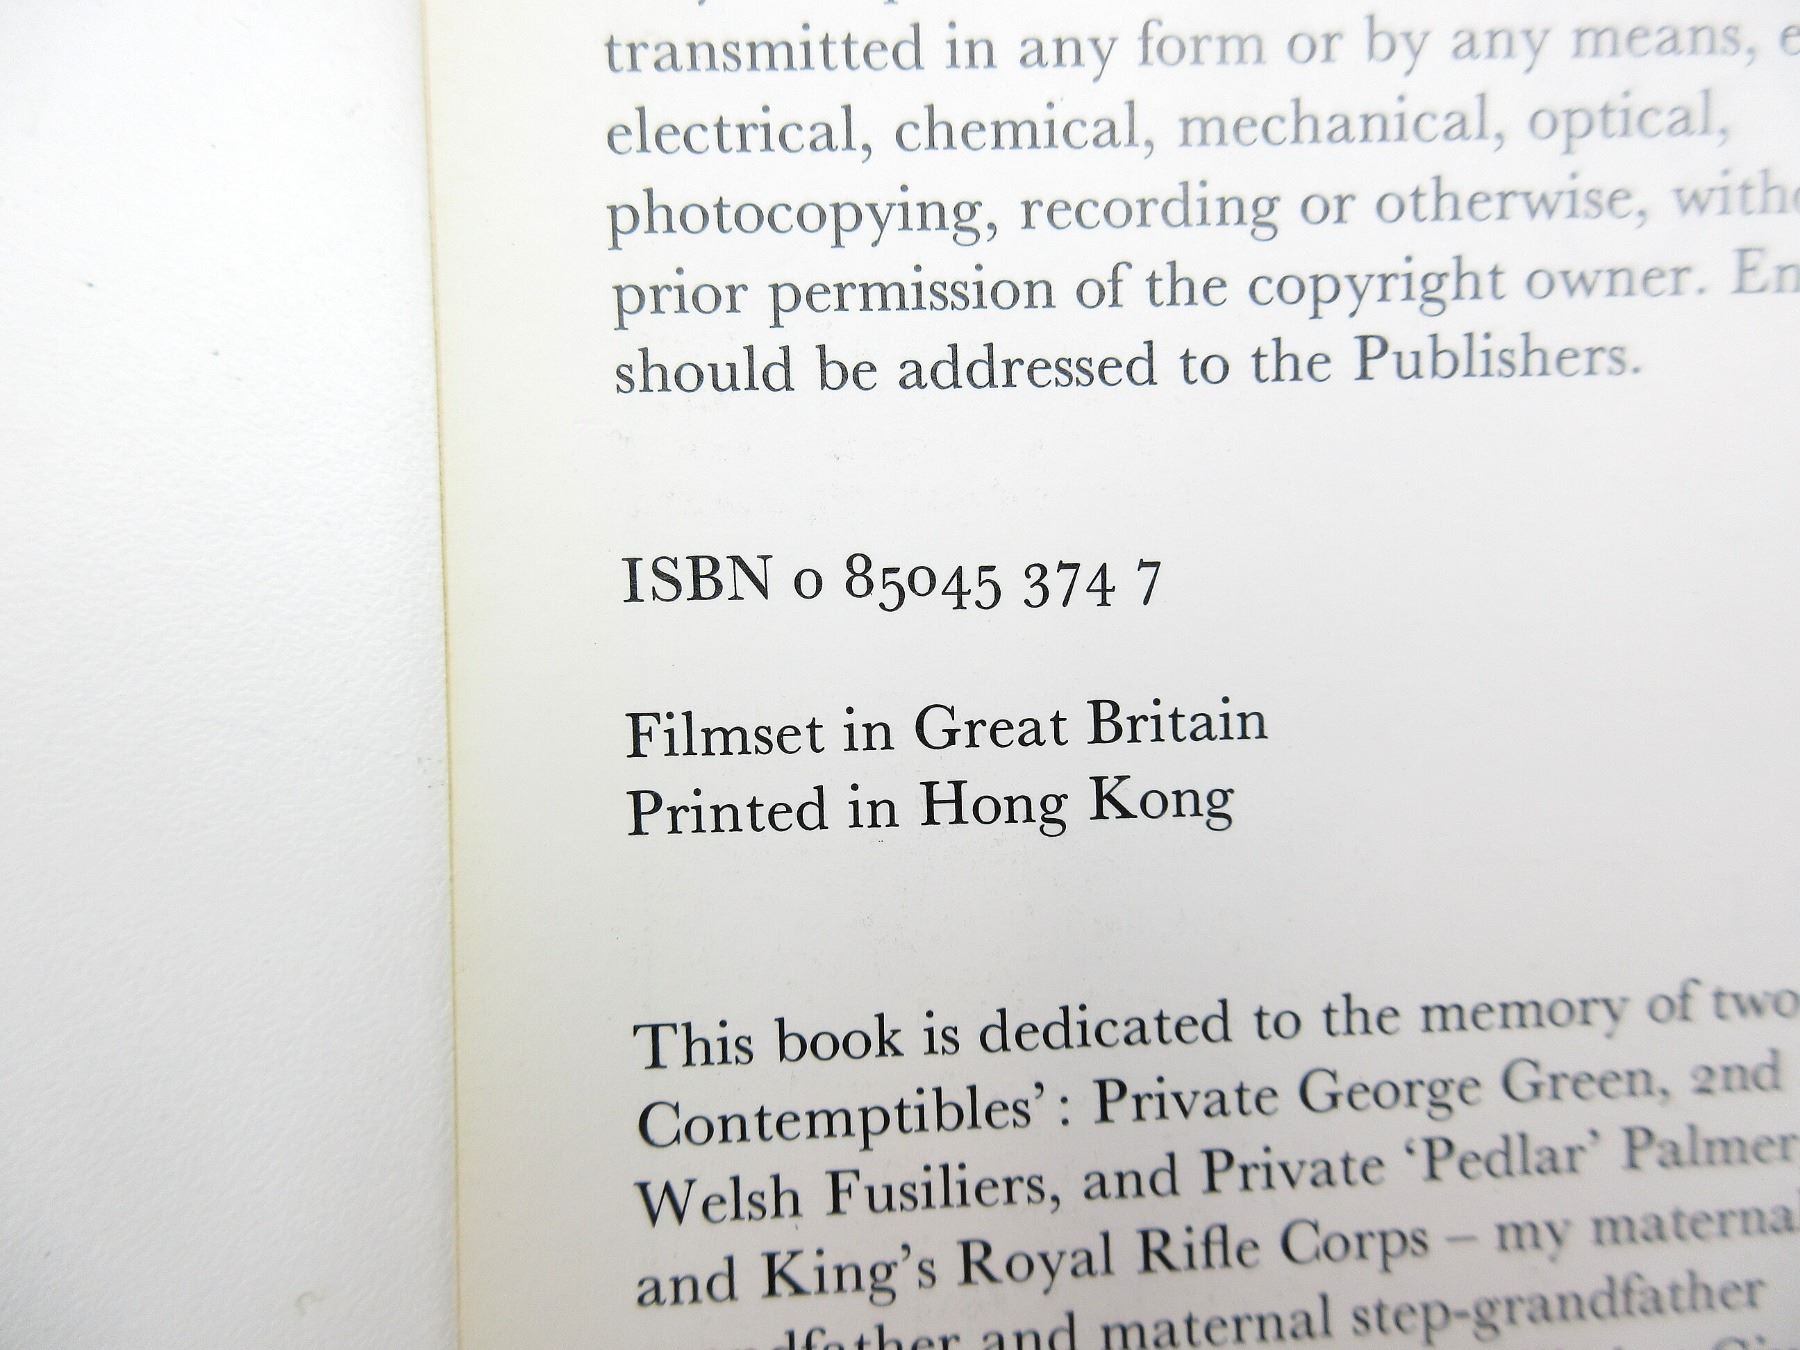 transmitted in any form or by any means,
electrical, chemical, mechanical, optical,
photocopying, recording or otherwise,
prior permission of the copyright owner.
should be addressed to the Publishers.
ISBN 0 85045 374 7
Filmset in Great Britain
Printed in Hong Kong
This book is dedicated to the memory of two
Contemptibles’: Private George Green, 2nd
Welsh Fusiliers, and Private ‘Pedlar’ Palmer,
and King’s Royal Rifle Corps – my maternal
and maternal step-grandfather